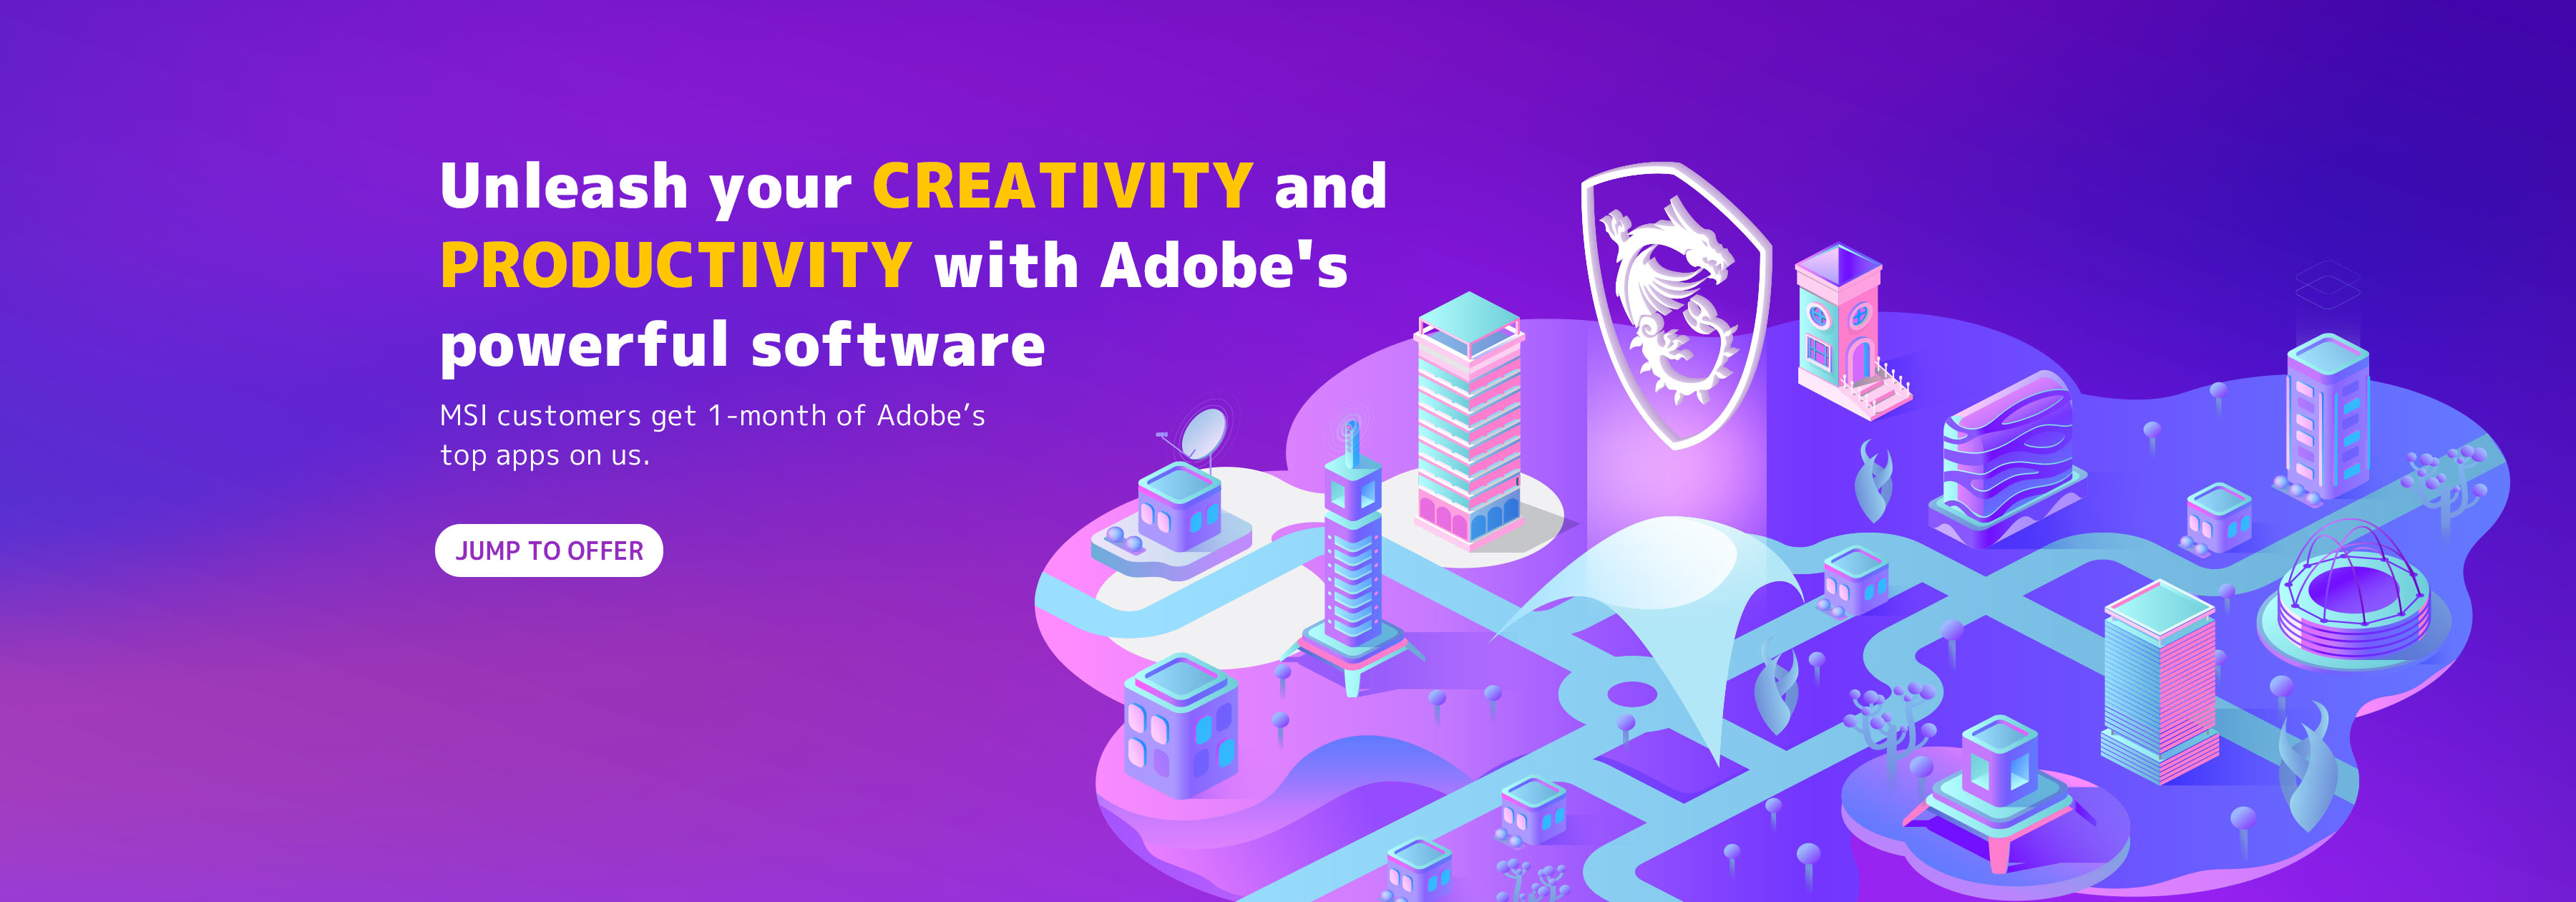 Unleash your CREATIVITY and
PRODUCTIVITY with Adobe's
powerful software
MSI customers get 1-month of Adobe’s
top apps on us.
JUMP TO OFFER